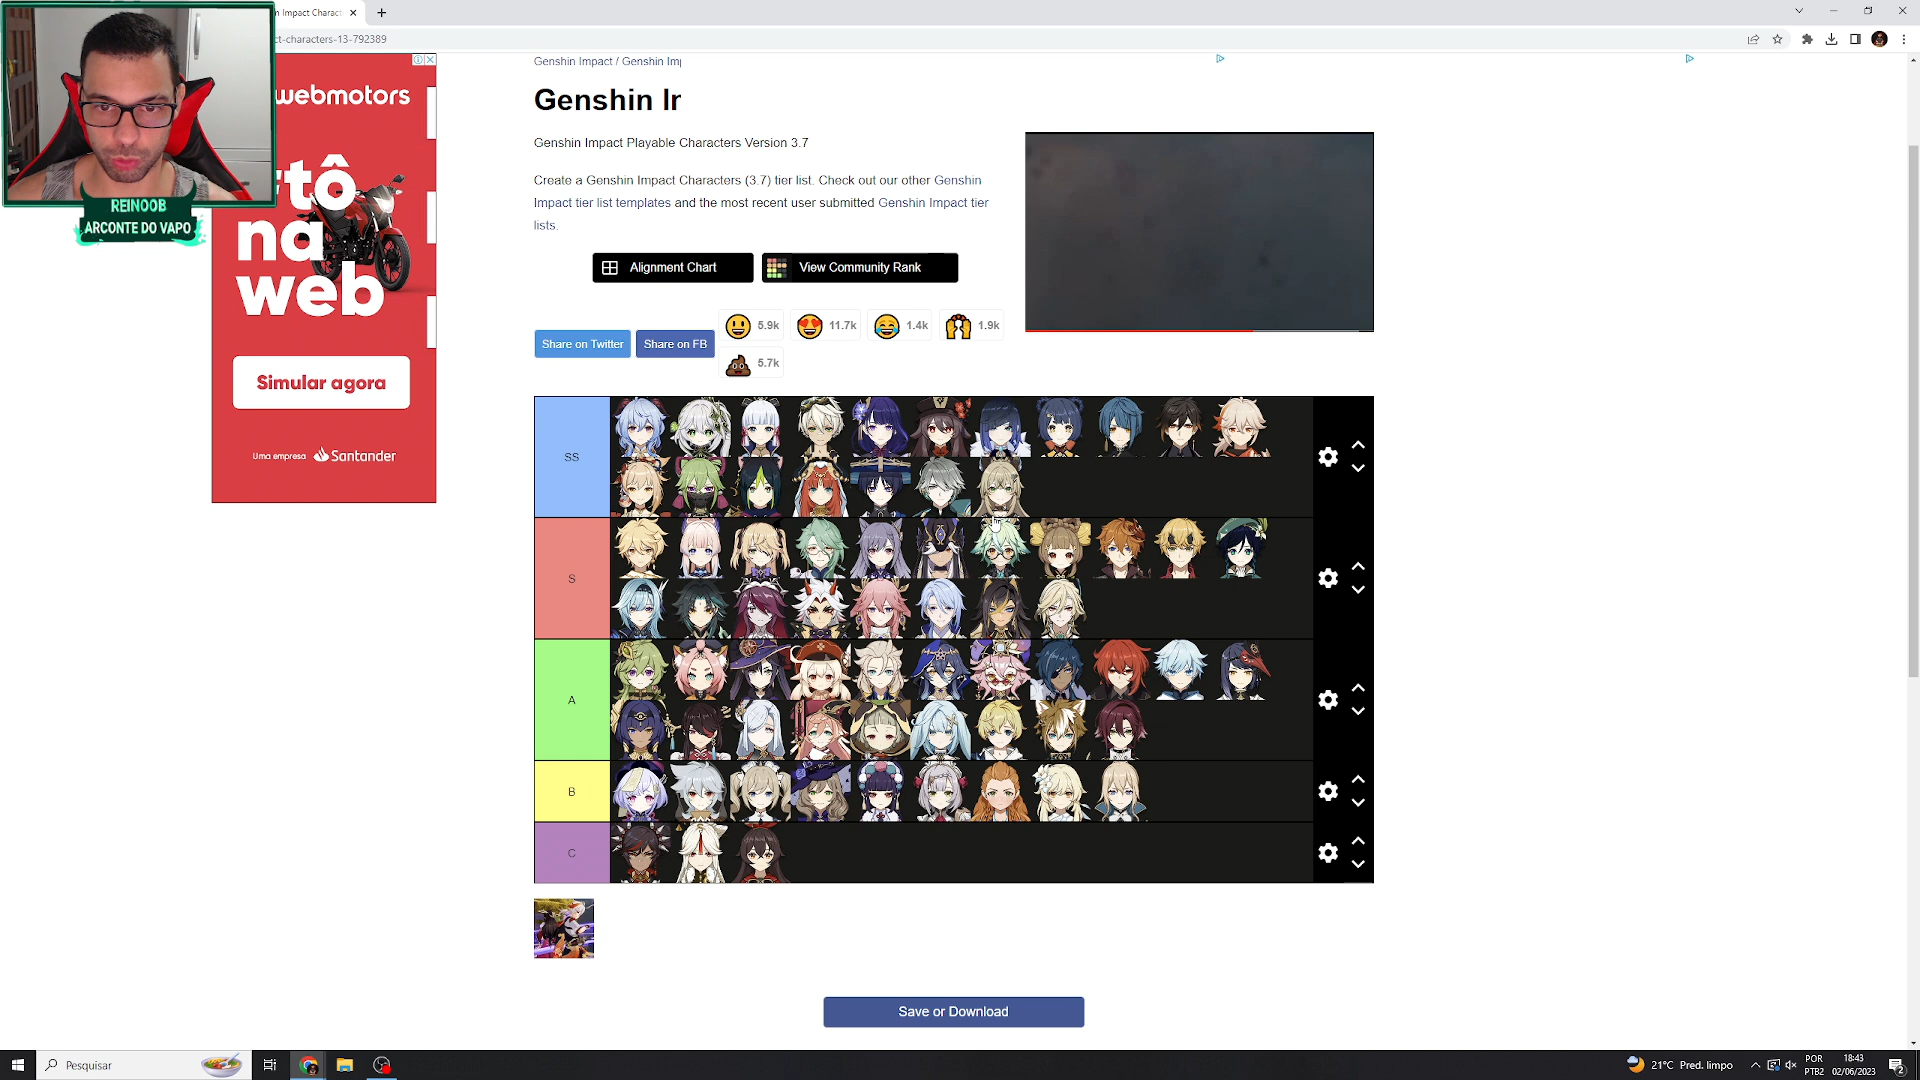 n Impact Charac
ct-characters-13-792389
REINOOB
ARCONTE DO VAPO
webmotors
rtô
na
web
Simular agora
Uma empresa Santander
Genshin Impact / Genshin Im
Genshin Ir
Genshin Impact Playable Characters Version 3.7
Create a Genshin Impact Characters (3.7) tier list. Check out our other Genshin
Impact tier list templates and the most recent user submitted Genshin Impact tier
lists.
Alignment Chart
View Community Rank
Share on Twitter
Share on FB
5.9k
11.7k
1.4k
1.9k
5.7k
SS
S
A
B
C
Save or Download
Pesquisar
21°C Pred. limpo
POR
PTB2
18:43
02/06/2023
2